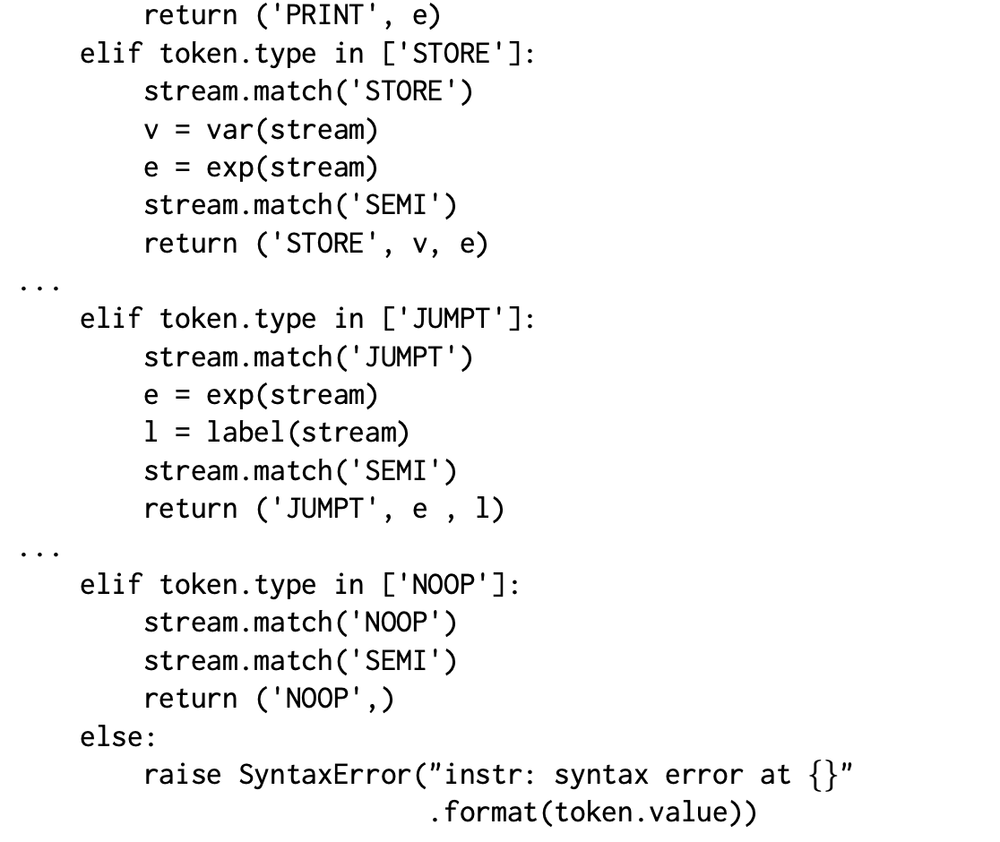 return ('PRINT', e)
    elif token.type in ['STORE']:
        stream.match('STORE')
        v = var(stream)
        e = exp(stream)
        stream.match('SEMI')
        return ('STORE', v, e)
...
    elif token.type in ['JUMPT']:
        stream.match('JUMPT')
        e = exp(stream)
        l = label(stream)
        stream.match('SEMI')
        return ('JUMPT', e , l)
...
    elif token.type in ['NOOP']:
        stream.match('NOOP')
        stream.match('SEMI')
        return ('NOOP',)
    else:
        raise SyntaxError("instr: syntax error at {}"
                          .format(token.value))